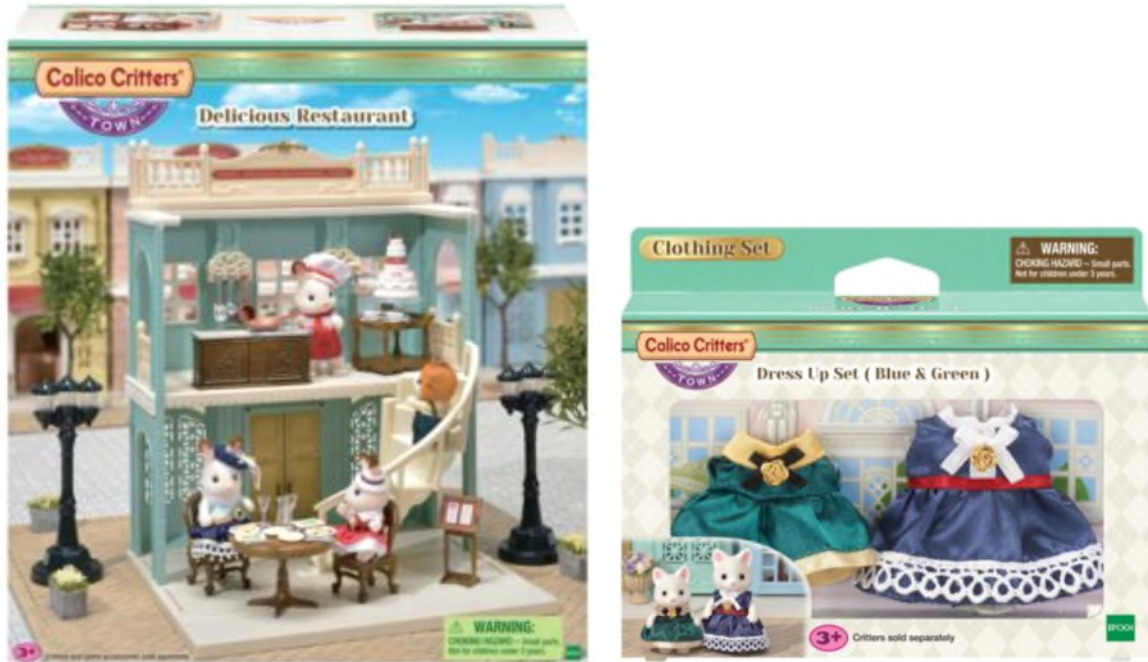 Calico Critters®
TOWN
Delicious Restaurant
WARNING:
CHOKING HAZARD – Small parts.
Not for children under 3 years.
3+
Clothing Set
WARNING:
CHOKING HAZARD – Small parts.
Not for children under 3 years.
Calico Critters®
TOWN
Dress Up Set ( Blue & Green )
3+ Critters sold separately
EPOCH